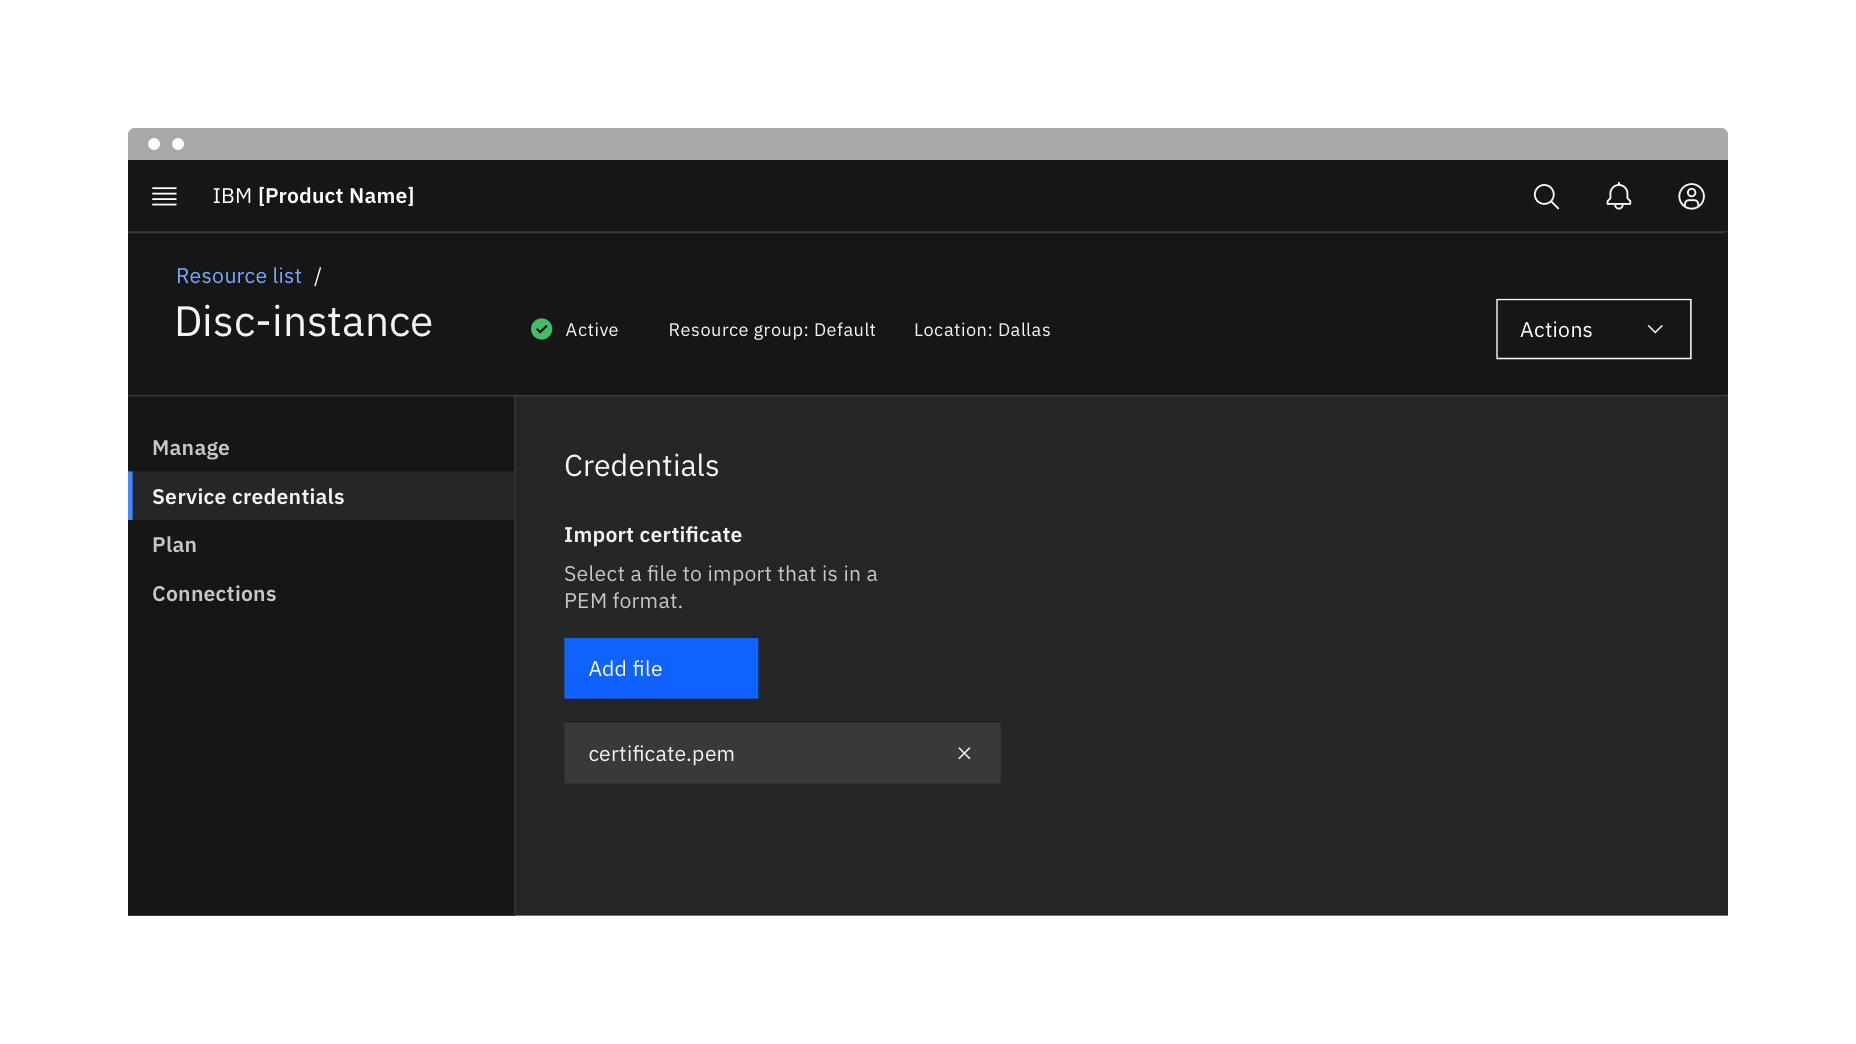 IBM [Product Name]
Resource list /
Disc-instance
Active
Resource group: Default
Location: Dallas
Actions
Manage
Service credentials
Plan
Connections
Credentials
Import certificate
Select a file to import that is in a
PEM format.
Add file
certificate.pem